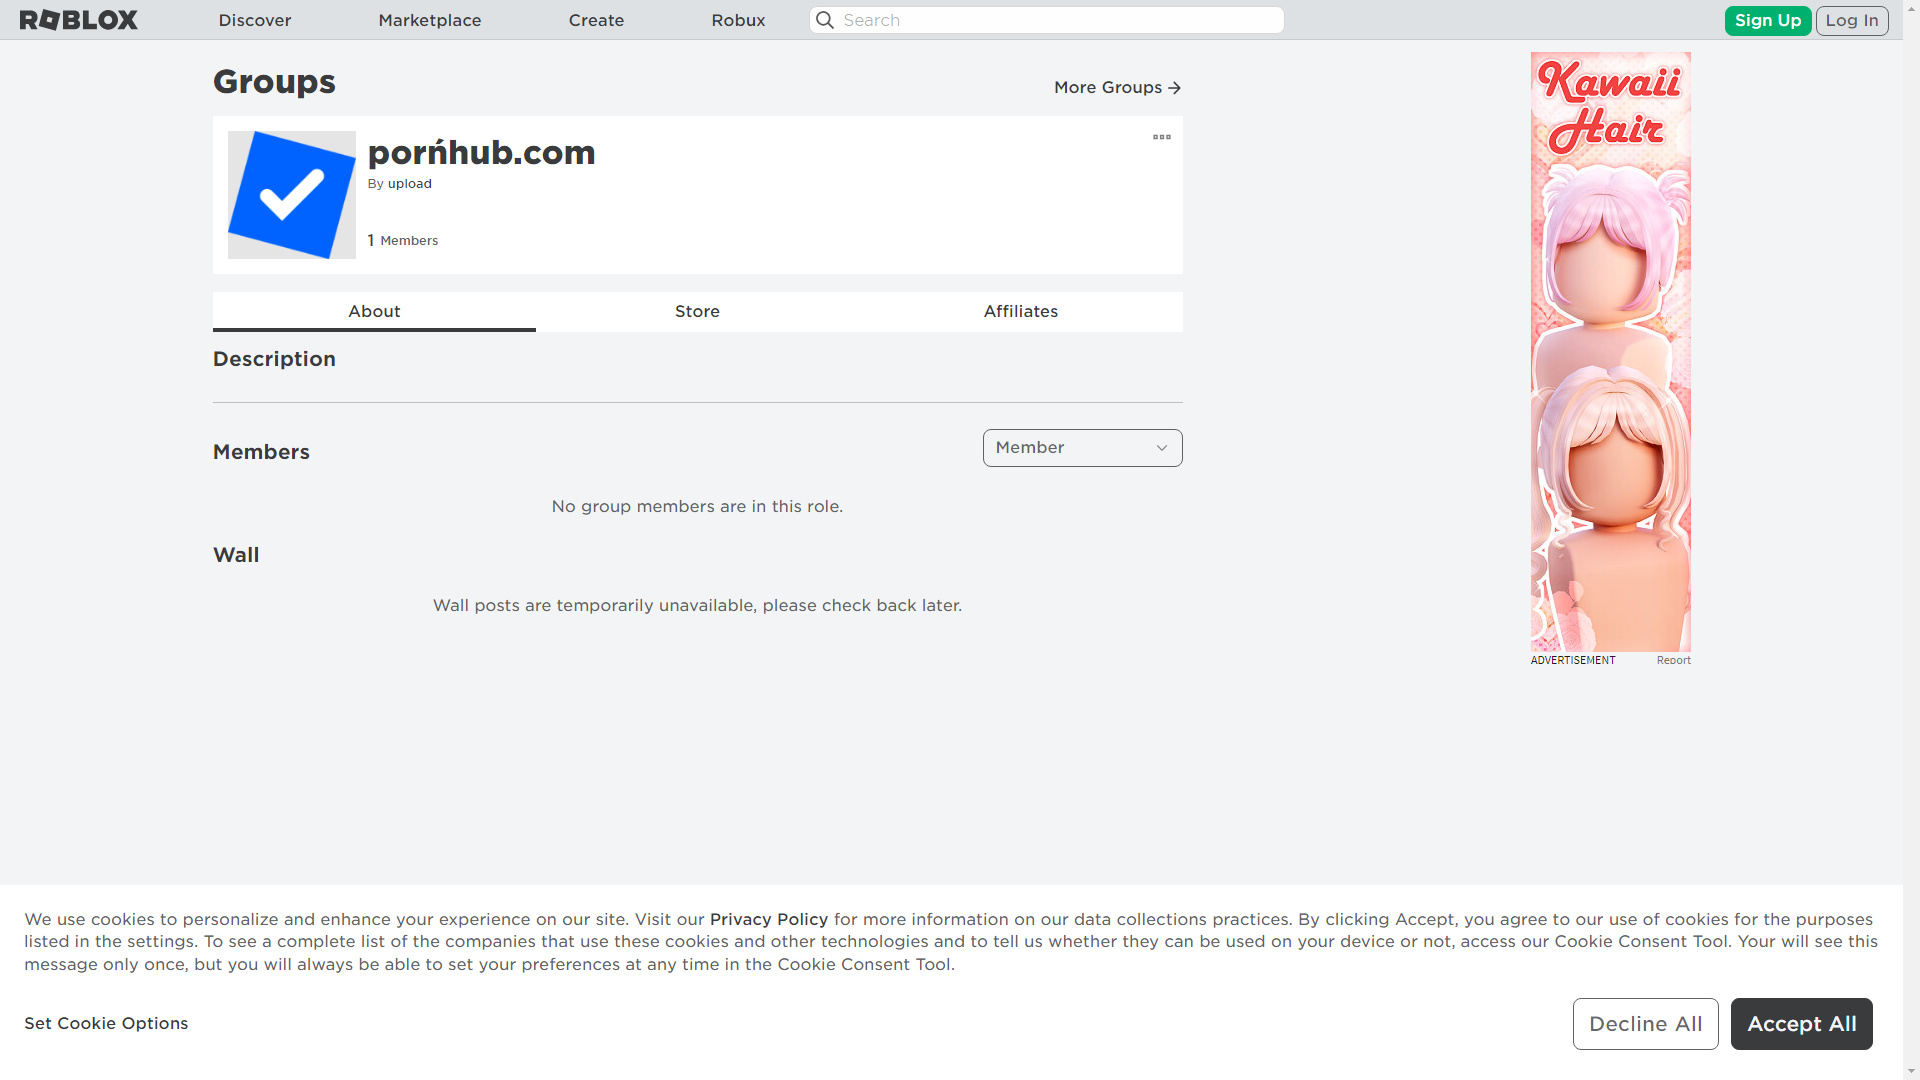 ROBLOX
Discover
Marketplace
Create
Robux
Search
Sign Up
Log In
Groups
More Groups
pornhub.com
By upload
1 Members
About
Store
Affiliates
Description
Members
Member
No group members are in this role.
Wall
Wall posts are temporarily unavailable, please check back later.
Kawaii
Hair
ADVERTISEMENT
Report
We use cookies to personalize and enhance your experience on our site. Visit our Privacy Policy for more information on our data collections practices. By clicking Accept, you agree to our use of cookies for the purposes
listed in the settings. To see a complete list of the companies that use these cookies and other technologies and to tell us whether they can be used on your device or not, access our Cookie Consent Tool. Your will see this
message only once, but you will always be able to set your preferences at any time in the Cookie Consent Tool.
Set Cookie Options
Decline All
Accept All